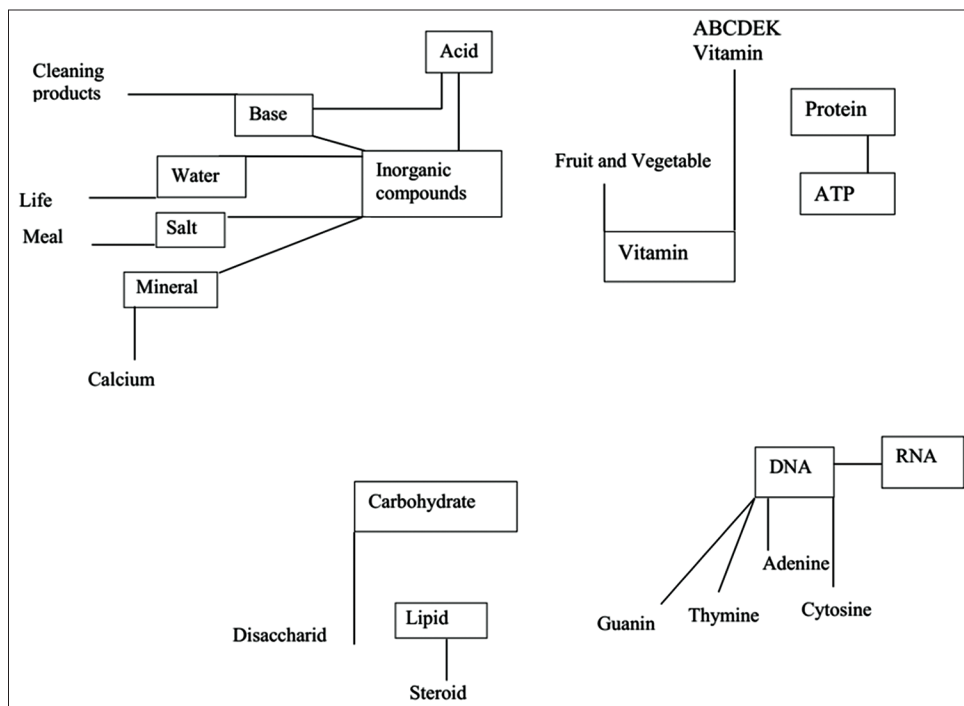 Acid
Cleaning
products
Base
Water
Inorganic
compounds
Life
Salt
Meal
Mineral
Calcium
ABCDEK
Vitamin
Protein
Fruit and Vegetable
ATP
Vitamin
Carbohydrate
Disaccharid
Lipid
Steroid
DNA
RNA
Adenine
Guanin
Thymine
Cytosine